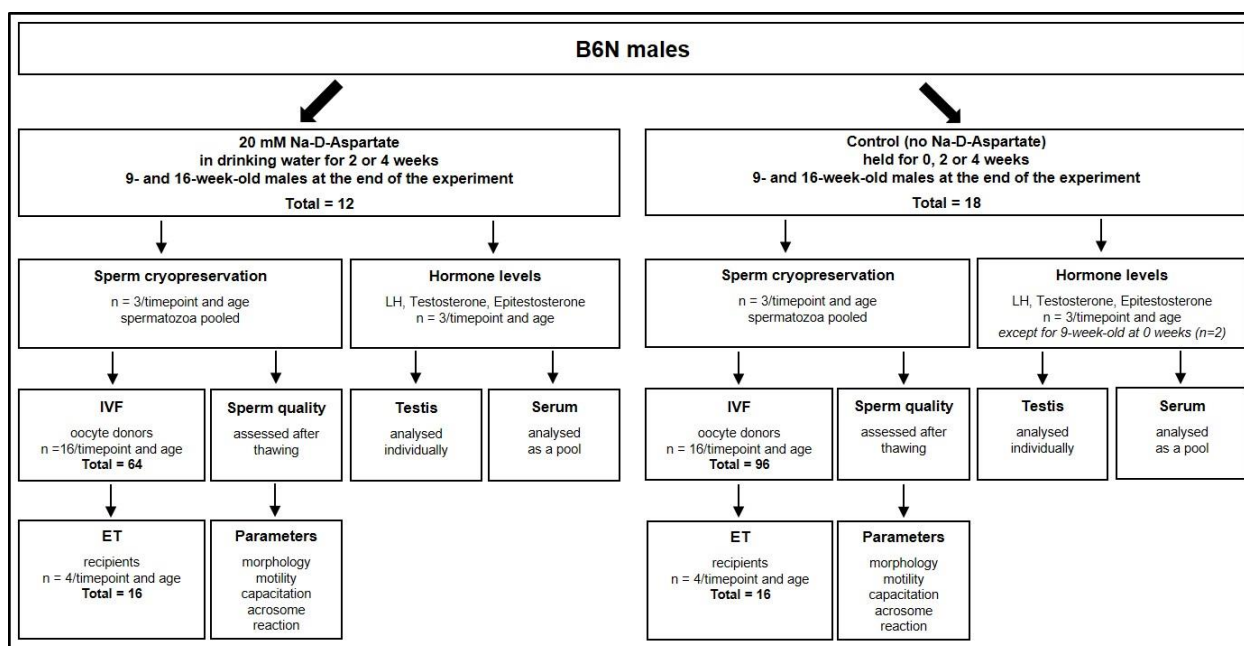 B6N males
20 mM Na-D-Aspartate
in drinking water for 2 or 4 weeks
9- and 16-week-old males at the end of the experiment
Total = 12
Control (no Na-D-Aspartate)
held for 0, 2 or 4 weeks
9- and 16-week-old males at the end of the experiment
Total = 18
Sperm cryopreservation
n = 3/timepoint and age
spermatozoa pooled
Hormone levels
LH, Testosterone, Epitestosterone
n = 3/timepoint and age
Sperm cryopreservation
n = 3/timepoint and age
spermatozoa pooled
Hormone levels
LH, Testosterone, Epitestosterone
n = 3/timepoint and age
except for 9-week-old at 0 weeks (n=2)
IVF
oocyte donors
n =16/timepoint and age
Total = 64
Sperm quality
assessed after
thawing
Testis
analysed
individually
Serum
analysed
as a pool
IVF
oocyte donors
n = 16/timepoint and age
Total = 96
Sperm quality
assessed after
thawing
Testis
analysed
individually
Serum
analysed
as a pool
ET
recipients
n = 4/timepoint and age
Total = 16
Parameters
morphology
motility
capacitation
acrosome
reaction
ET
recipients
n = 4/timepoint and age
Total = 16
Parameters
morphology
motility
capacitation
acrosome
reaction